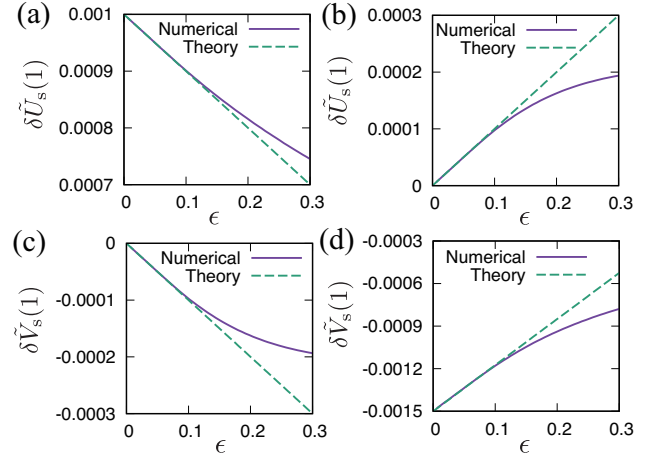 (a)
0.001
0.0009
0.0008
0.0007
δŨₛ(1)
Numerical
Theory
0
0.1
0.2
0.3
ϵ
(b)
0.0003
0.0002
0.0001
0
δŨₛ(1)
Numerical
Theory
0
0.1
0.2
0.3
ϵ
(c)
0
-0.0001
-0.0002
-0.0003
δṼₛ(1)
Numerical
Theory
0
0.1
0.2
0.3
ϵ
(d)
-0.0003
-0.0006
-0.0009
-0.0012
-0.0015
δṼₛ(1)
Numerical
Theory
0
0.1
0.2
0.3
ϵ